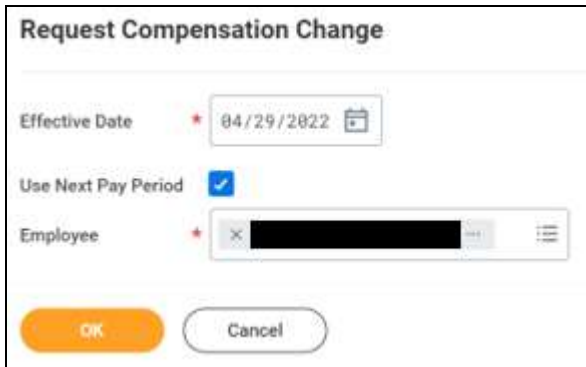 Request Compensation Change
Effective Date * 04/29/2022
Use Next Pay Period
Employee *
OK Cancel